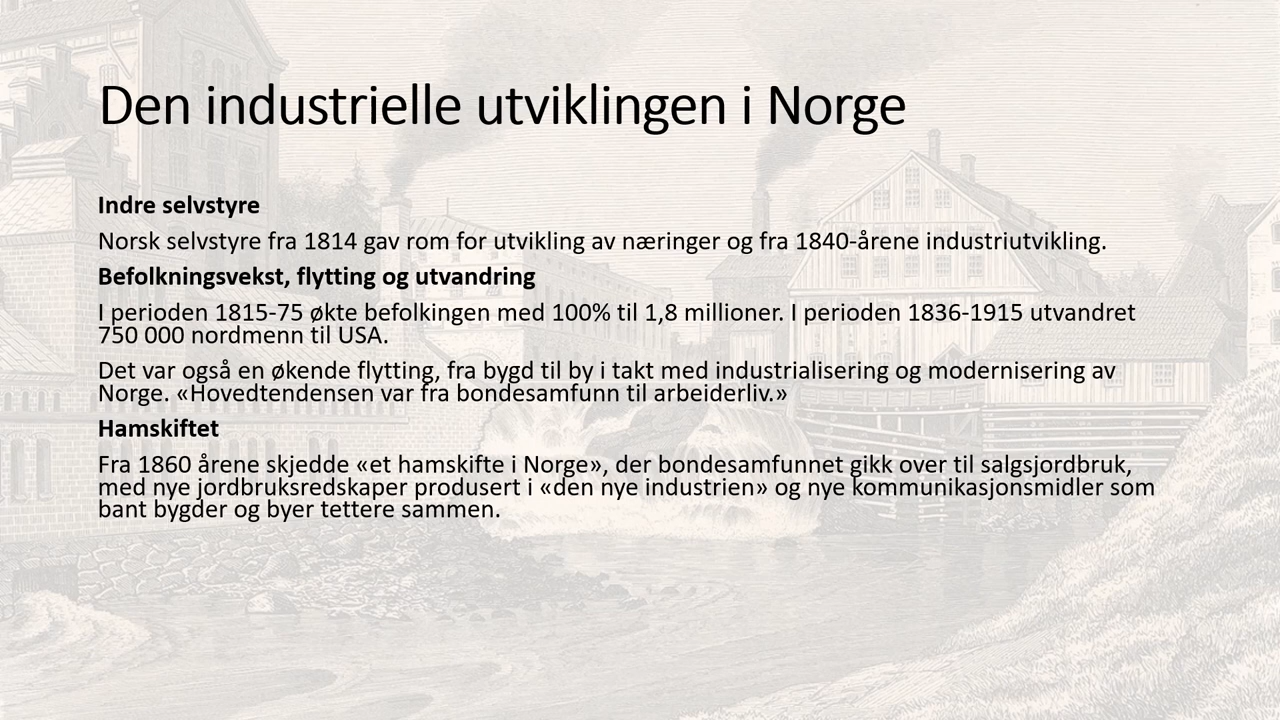 Den industrielle utviklingen i Norge
Indre selvstyre
Norsk selvstyre fra 1814 gav rom for utvikling av næringer og fra 1840-årene industriutvikling.
Befolkningsvekst, flytting og utvandring
I perioden 1815-75 økte befolkingen med 100% til 1,8 millioner. I perioden 1836-1915 utvandret
750 000 nordmenn til USA.
Det var også en økende flytting, fra bygd til by i takt med industrialisering og modernisering av
Norge. «Hovedtendensen var fra bondesamfunn til arbeiderliv.»
Hamskiftet
Fra 1860 årene skjedde «et hamskifte i Norge», der bondesamfunnet gikk over til salgsjordbruk,
med nye jordbruksredskaper produsert i «den nye industrien» og nye kommunikasjonsmidler som
bant bygder og byer tettere sammen.